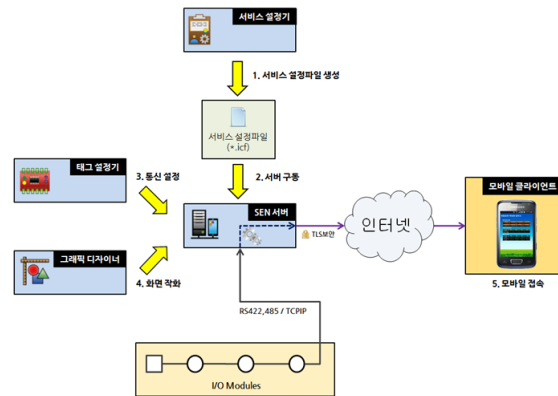 서비스 설정기
1. 서비스 설정파일 생성
서비스 설정파일
(*.icf)
태그 설정기
3. 통신 설정
2. 서버 구동
SEN 서버
모바일 클라이언트
인터넷
TLS보안
그래픽 디자이너
4. 화면 작화
5. 모바일 접속
RS422,485 / TCPIP
I/O Modules